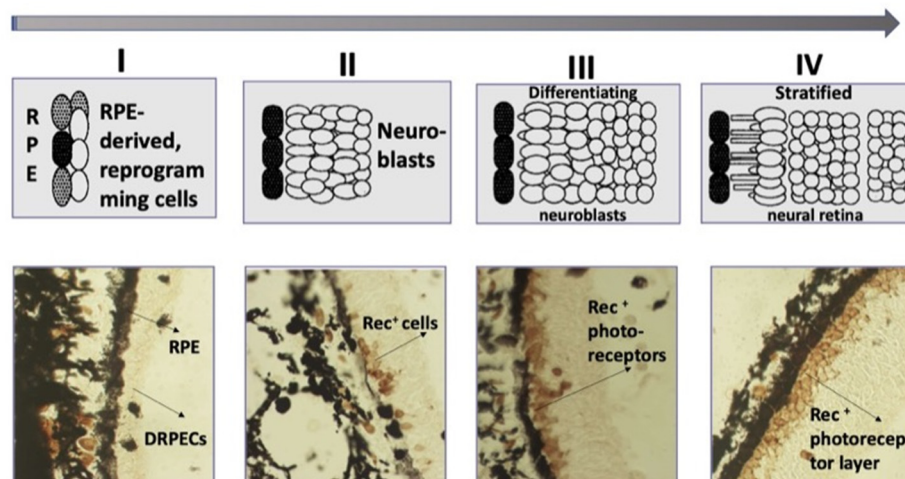 I
II
III
IV
R
P
E
RPE-
derived,
reprogram
ming cells
Neuro-
blasts
Differentiating
neuroblasts
Stratified
neural retina
RPE
DRPECs
Rec⁺ cells
Rec⁺
photo-
receptors
Rec⁺
photorecep
tor layer